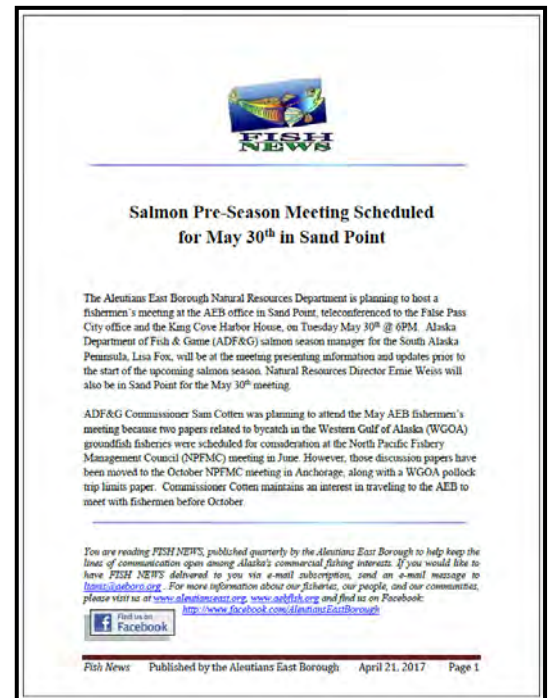 FISH
NEWS
Salmon Pre-Season Meeting Scheduled
for May 30th in Sand Point
The Aleutians East Borough Natural Resources Department is planning to host a
fishermen's meeting at the AEB office in Sand Point, teleconferenced to the False Pass
City office and the King Cove Harbor House, on Tuesday May 30th @ 6PM. Alaska
Department of Fish & Game (ADF&G) salmon season manager for the South Alaska
Peninsula, Lisa Fox, will be at the meeting presenting information and updates prior to
the start of the upcoming salmon season. Natural Resources Director Ernie Weiss will
also be in Sand Point for the May 30th meeting.
ADF&G Commissioner Sam Cotten was planning to attend the May AEB fishermen's
meeting because two papers related to bycatch in the Western Gulf of Alaska (WGOA)
groundfish fisheries were scheduled for consideration at the North Pacific Fishery
Management Council (NPFMC) meeting in June. However, those discussion papers have
been moved to the October NPFMC meeting in Anchorage, along with a WGOA pollock
trip limits paper. Commissioner Cotten maintains an interest in traveling to the AEB to
meet with fishermen before October.
You are reading FISH NEWS, published quarterly by the Aleutians East Borough to help keep the
lines of communication open among Alaska's commercial fishing interests. If you would like to
have FISH NEWS delivered to you via e-mail subscription, send an e-mail message to
ltanis@aeboro.org . For more information about our fisheries, our people, and our communities,
please visit us at www.aleutianseast.org, www.aebfish.org and find us on Facebook:
http://www.facebook.com/AleutiansEastBorough
Find us on
Facebook
Fish News Published by the Aleutians East Borough April 21, 2017 Page 1